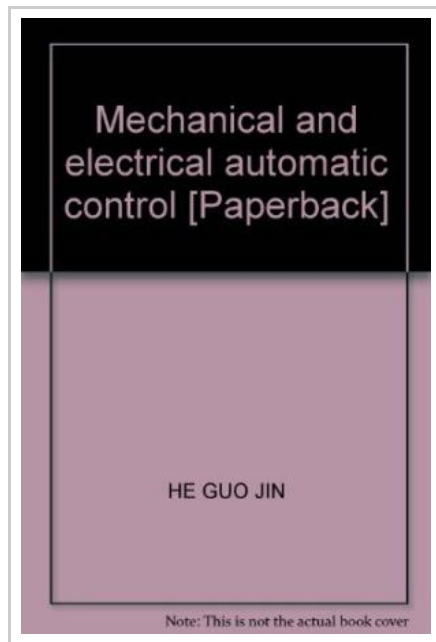 Mechanical and
electrical automatic
control [Paperback]
HE GUO JIN
Note: This is not the actual book cover